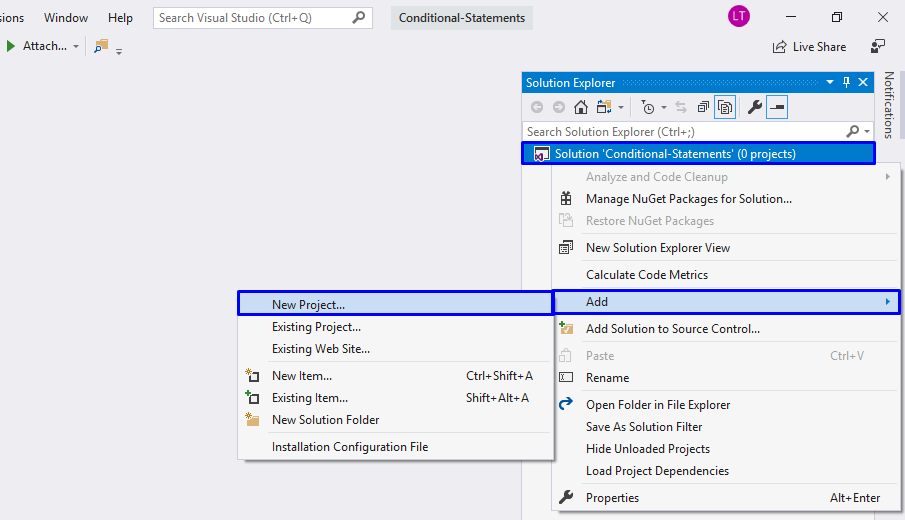 sions Window Help Search Visual Studio (Ctrl+Q) Conditional-Statements LT
Attach... Live Share
Solution Explorer
Notifications
Search Solution Explorer (Ctrl+;)
Solution 'Conditional-Statements' (0 projects)
Analyze and Code Cleanup
Manage NuGet Packages for Solution...
Restore NuGet Packages
New Solution Explorer View
Calculate Code Metrics
Add
Add Solution to Source Control...
Paste Ctrl+V
Rename
Open Folder in File Explorer
Save As Solution Filter
Hide Unloaded Projects
Load Project Dependencies
Properties Alt+Enter
New Project...
Existing Project...
Existing Web Site...
New Item... Ctrl+Shift+A
Existing Item... Shift+Alt+A
New Solution Folder
Installation Configuration File